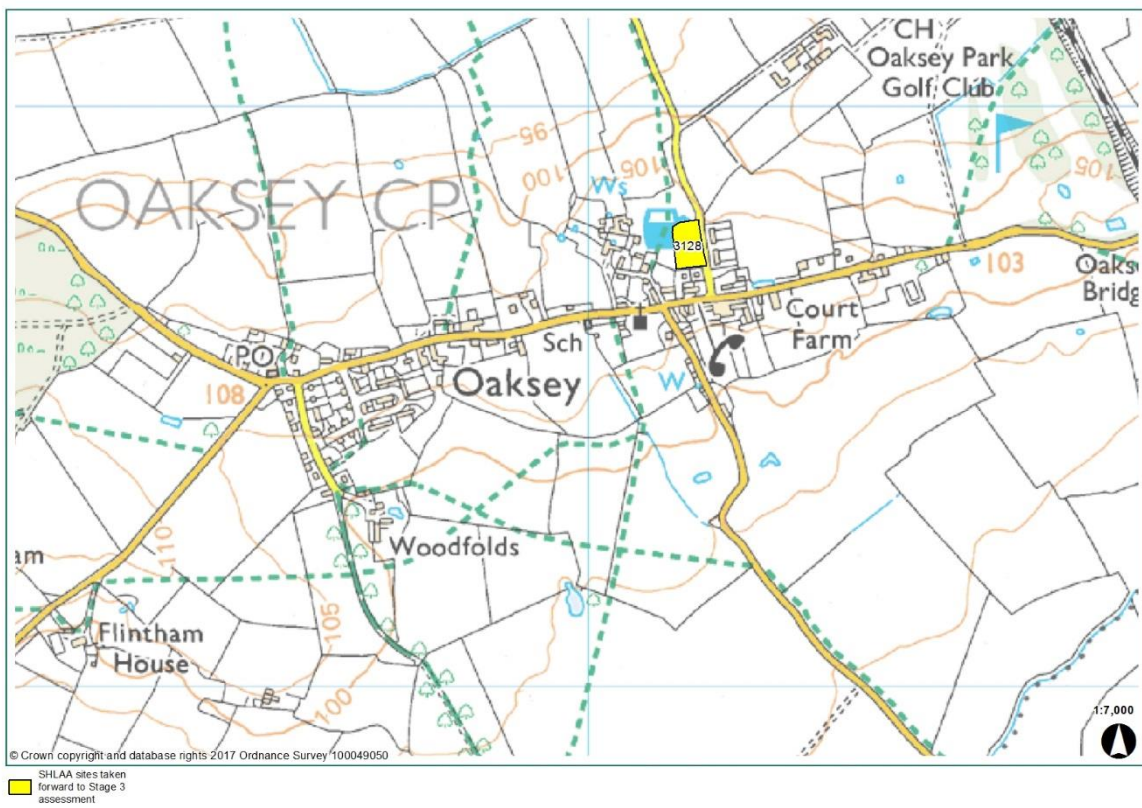 CH
Oaksey Park
Golf Club
95
100
105
105
105
Ws
OAKSEY CP
3128
103
Oaks
Bridg
Court
Farm
Sch
PO
Oaksey
108
W
Woodfolds
110
am
Flintham
House
105
100
1:7,000
© Crown copyright and database rights 2017 Ordnance Survey 100049050
SHLAA sites taken
forward to Stage 3
assessment